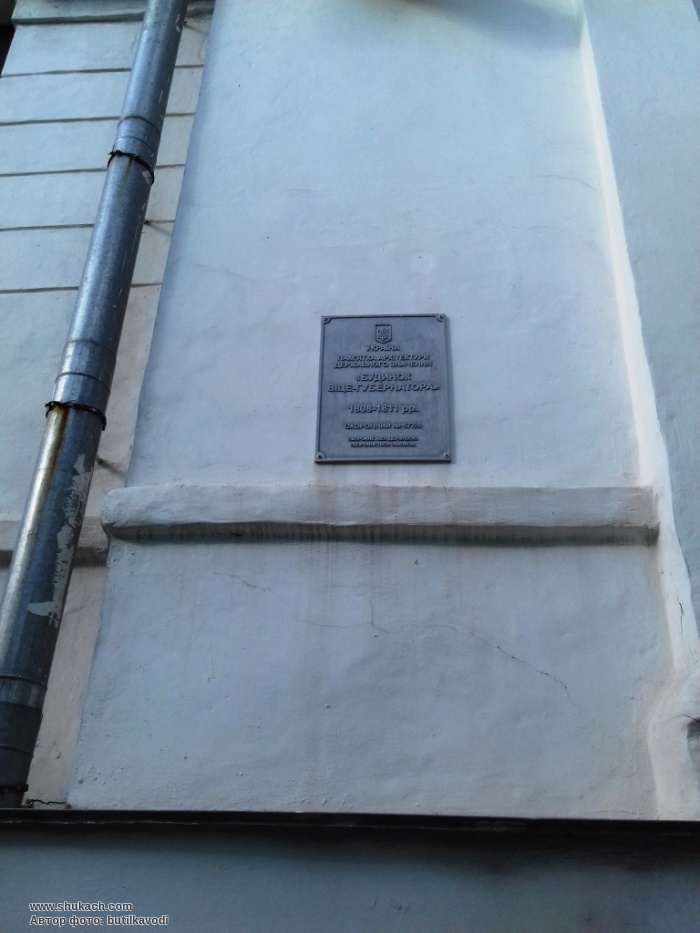 УКРАЇНА
ПАМ'ЯТКА АРХІТЕКТУРИ
ДЕРЖАВНОГО ЗНАЧЕННЯ
«БУДИНОК
ВІЦЕ-ГУБЕРНАТОРА»
1808-1811 рр.
ОХОРОННИЙ №
www.shukach.com
Автор фото: butilkavodi